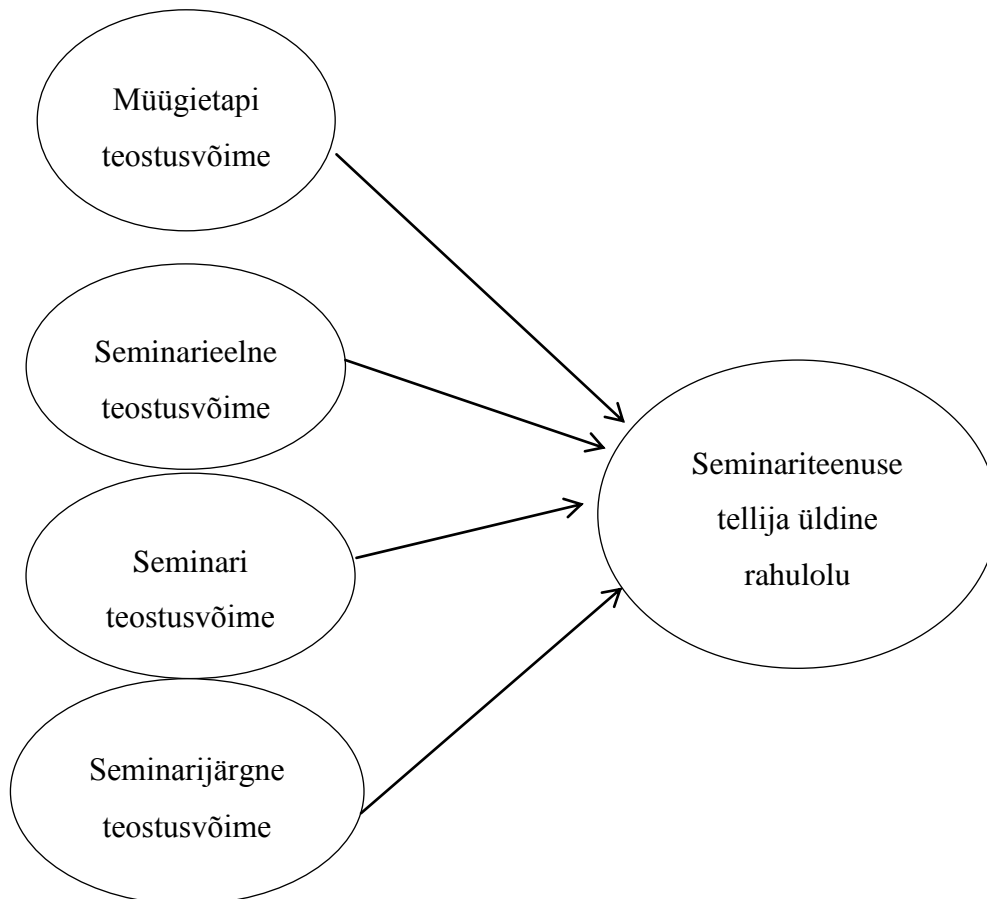 Müügietapi
teostusvõime
Seminarieelne
teostusvõime
Seminari
teostusvõime
Seminarijärgne
teostusvõime
Seminariteenuse
tellija üldine
rahulolu